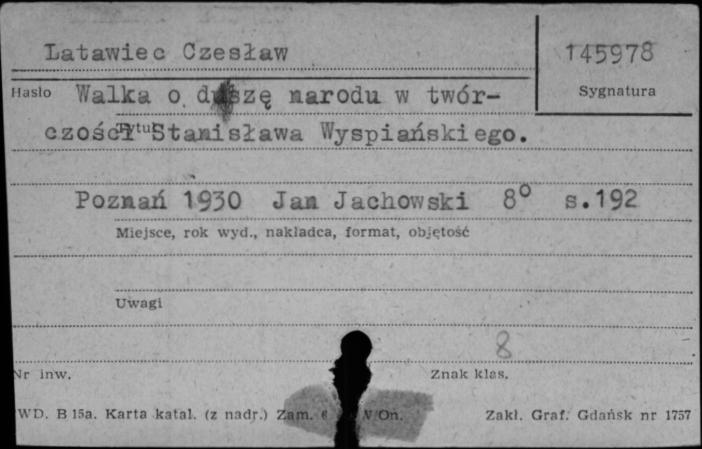 Latawiec Czesław
145978
Hasło
Walka o duszę narodu w twór-
Sygnatura
czości Stanisława Wyspiańskiego.
Tytuł
Poznań 1930 Jan Jachowski 8° s.192
Miejsce, rok wyd., nakładca, format, objętość
Uwagi
8
Nr inw.
Znak klas.
WD. B 15a. Karta katal. (z nadr.) Zam.
Zakł. Graf. Gdańsk nr 1757